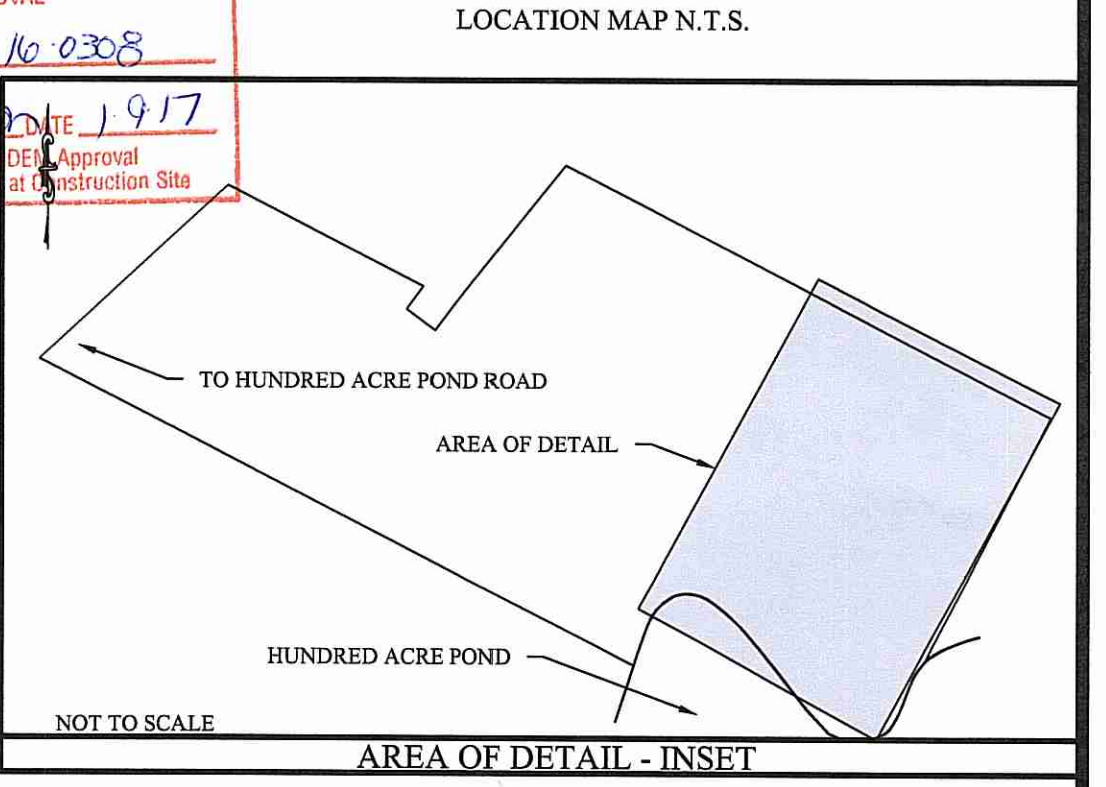 LOCATION MAP N.T.S.
16-0308
DATE 1.9.17
DEM Approval
at Construction Site
TO HUNDRED ACRE POND ROAD
AREA OF DETAIL
HUNDRED ACRE POND
NOT TO SCALE
AREA OF DETAIL - INSET